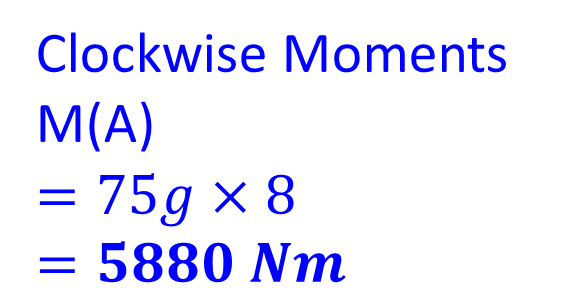 Clockwise Moments
M(A)
= 75g × 8
= 5880 Nm